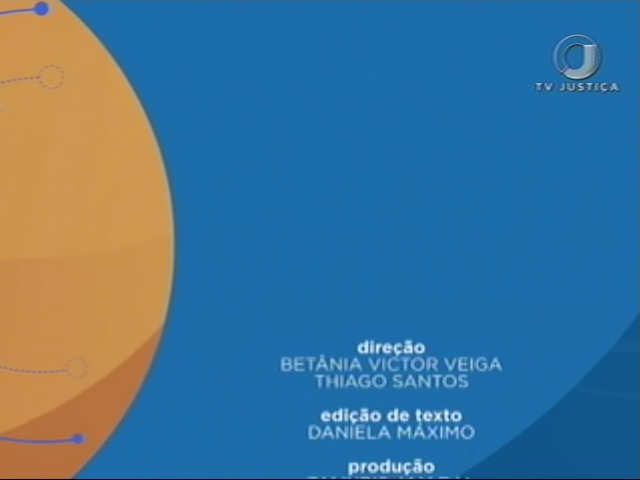 TV JUSTIÇA
direção
BETÂNIA VICTOR VEIGA
THIAGO SANTOS
edição de texto
DANIELA MÁXIMO
produção